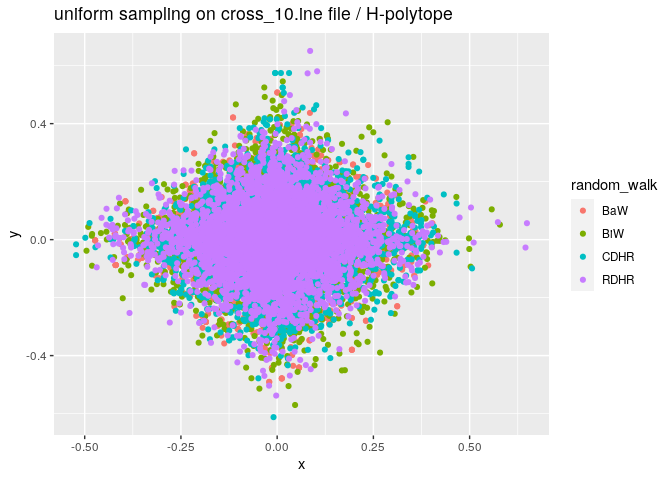 uniform sampling on cross_10.ine file / H-polytope
0.4
0.0
-0.4
y
-0.50
-0.25
0.00
0.25
0.50
x
random_walk
BaW
BiW
CDHR
RDHR